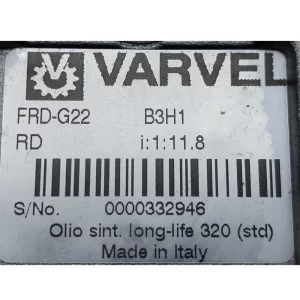 VARVEL
FRD-G22 B3H1
RD i:1:11.8
S/No. 0000332946
Olio sint. long-life 320 (std)
Made in Italy